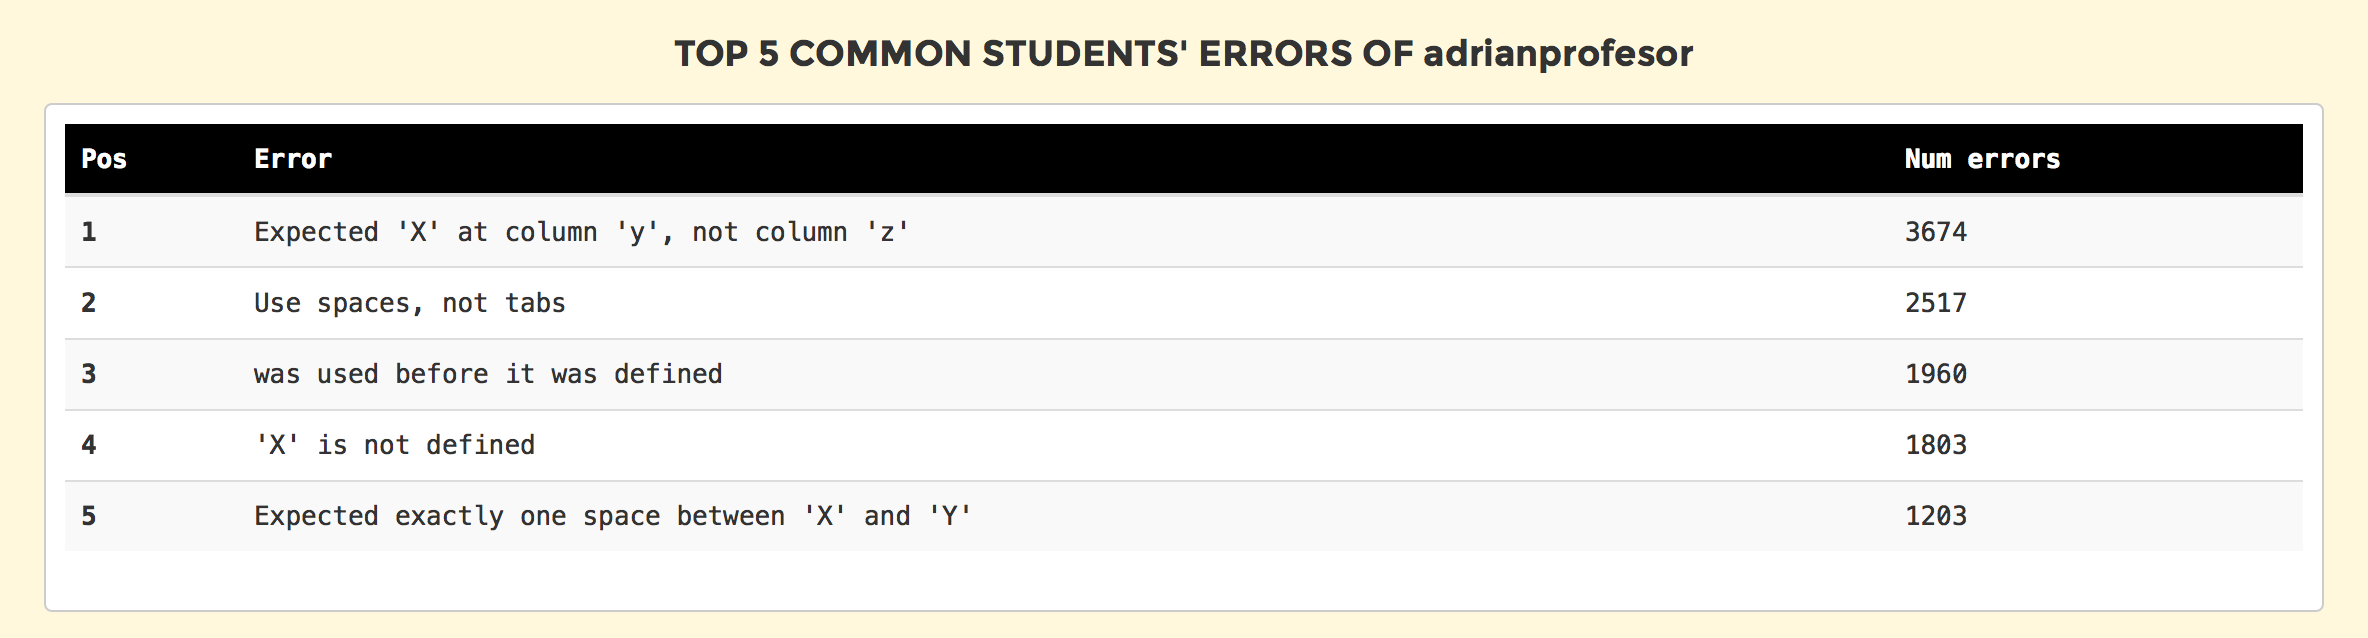 TOP 5 COMMON STUDENTS' ERRORS OF adrianprofesor
Pos Error Num errors
1 Expected 'X' at column 'y', not column 'z' 3674
2 Use spaces, not tabs 2517
3 was used before it was defined 1960
4 'X' is not defined 1803
5 Expected exactly one space between 'X' and 'Y' 1203